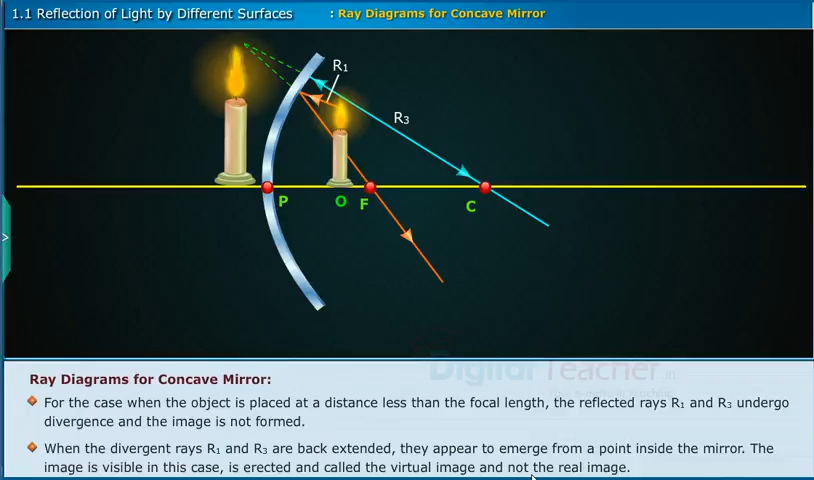 1.1 Reflection of Light by Different Surfaces : Ray Diagrams for Concave Mirror
R1
R3
P O F C
>
Digital Teacher.in
Ray Diagrams for Concave Mirror:
For the case when the object is placed at a distance less than the focal length, the reflected rays R1 and R3 undergo
divergence and the image is not formed.
When the divergent rays R1 and R3 are back extended, they appear to emerge from a point inside the mirror. The
image is visible in this case, is erected and called the virtual image and not the real image.